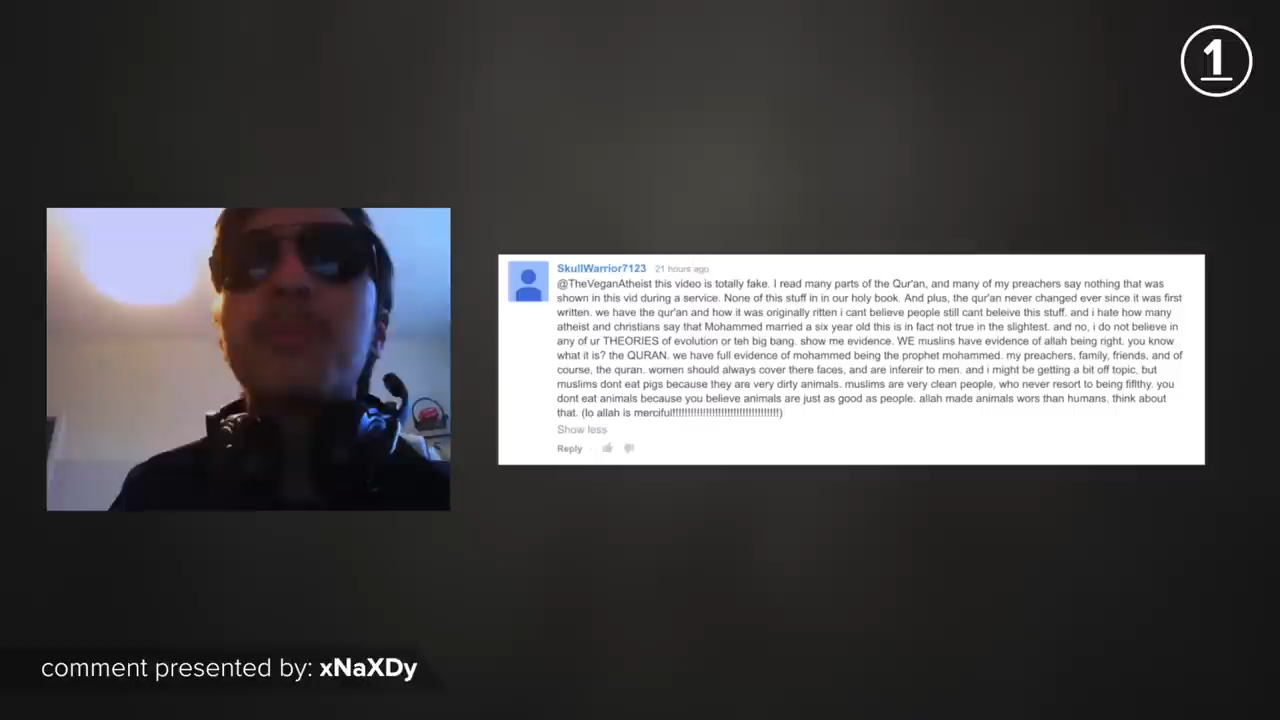 1
SkullWarrior7123 21 hours ago
@TheVeganAtheist this video is totally fake. I read many parts of the Qur'an, and many of my preachers say nothing that was
shown in this vid during a service. None of this stuff in in our holy book. And plus, the qur'an never changed ever since it was first
written. we have the qur'an and how it was originally ritten i cant believe people still cant beleive this stuff. and i hate how many
atheist and christians say that Mohammed married a six year old this is in fact not true in the slightest. and no, i do not believe in
any of ur THEORIES of evolution or teh big bang. show me evidence. WE muslins have evidence of allah being right. you know
what it is? the QURAN. we have full evidence of mohammed being the prophet mohammed. my preachers, family, friends, and of
course, the quran. women should always cover there faces, and are infereir to men. and i might be getting a bit off topic, but
muslims dont eat pigs because they are very dirty animals. muslims are very clean people, who never resort to being fiflthy. you
dont eat animals because you believe animals are just as good as people. allah made animals wors than humans. think about
that. (lo allah is merciful!!!!!!!!!!!!!!!!!!!!!!!!!!!!!!!!!!!!)
Show less
Reply
comment presented by: xNaXDy